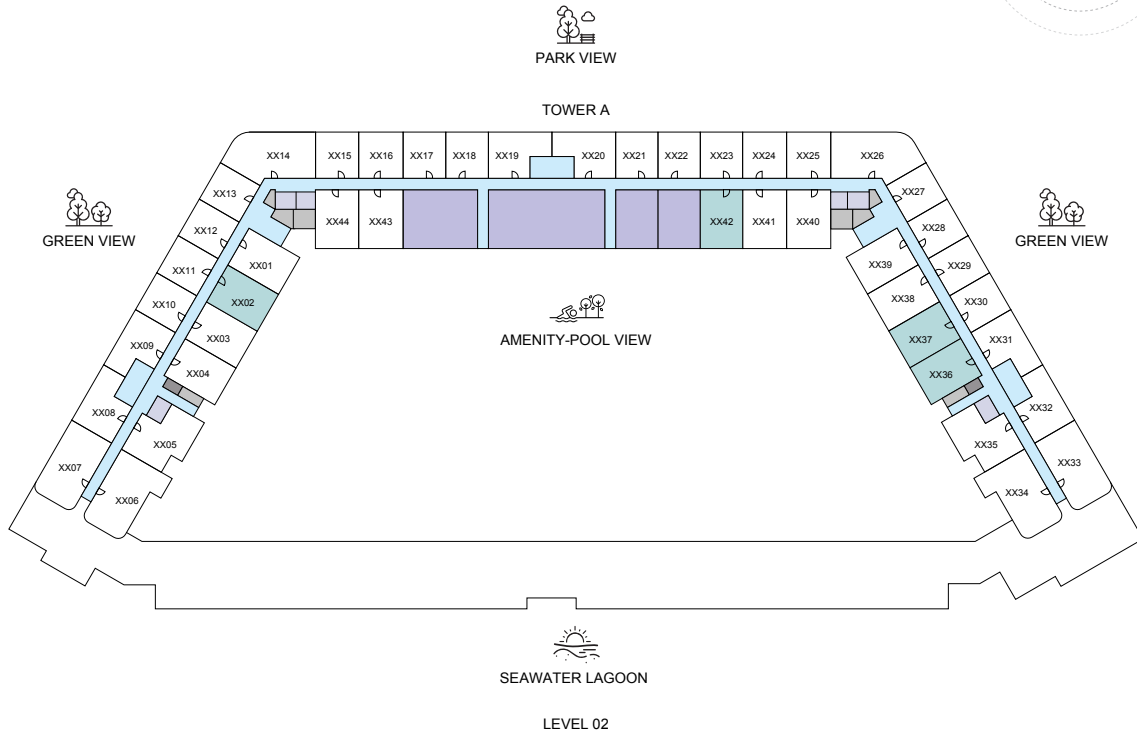 PARK VIEW
TOWER A
XX14
XX15
XX16
XX17
XX18
XX19
XX20
XX21
XX22
XX23
XX24
XX25
XX26
XX13
XX27
XX44
XX43
XX42
XX41
XX40
XX12
XX28
GREEN VIEW
GREEN VIEW
XX01
XX39
XX11
XX29
XX02
XX38
XX10
XX30
XX03
XX37
AMENITY-POOL VIEW
XX09
XX31
XX04
XX36
XX08
XX32
XX05
XX35
XX07
XX33
XX06
XX34
SEAWATER LAGOON
LEVEL 02